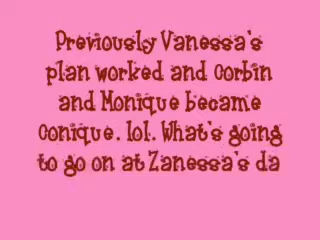 Previously Vanessa's
plan worked and Corbin
and Monique became
Conique. lol. What's going
to go on at Zanessa's da